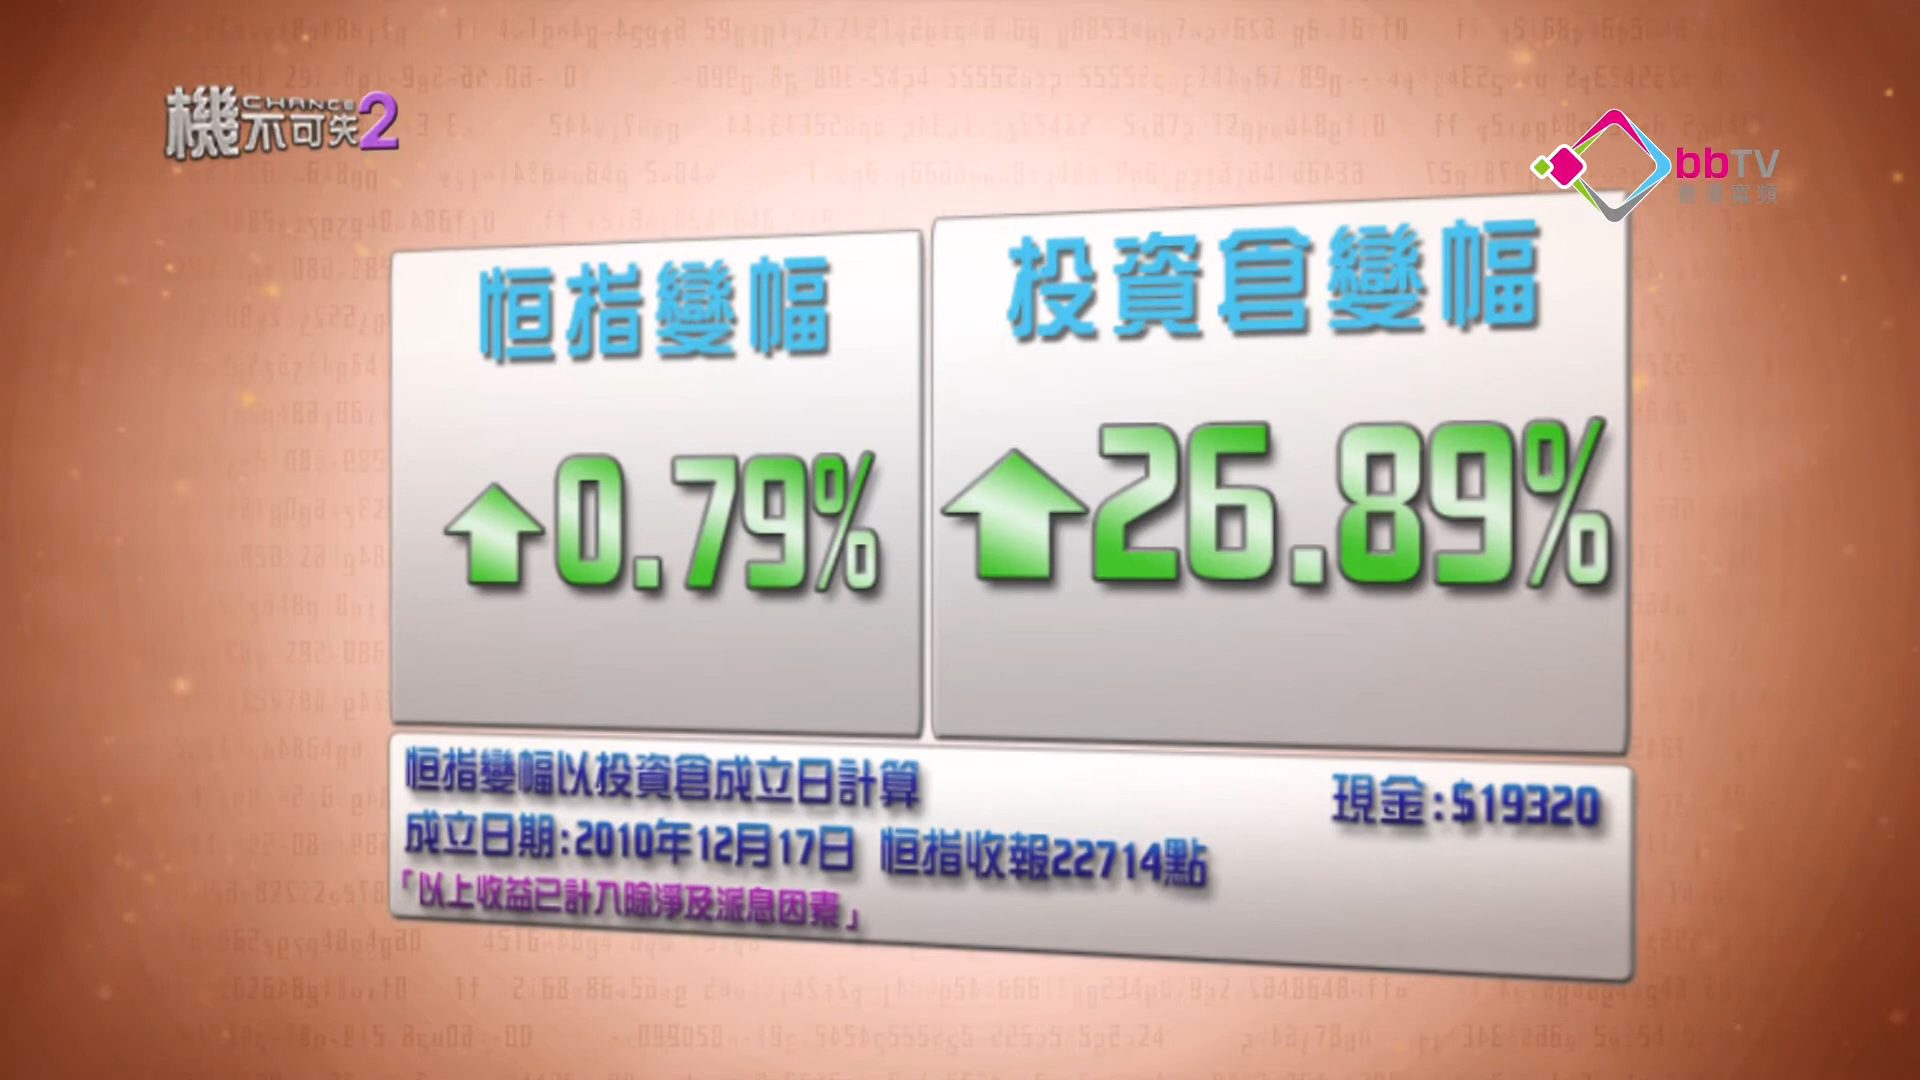 機不可失2
CHANCE
bbTV
恒指變幅
投資倉變幅
0.79%
26.89%
恒指變幅以投資倉成立日計算
現金:$19320
成立日期:2010年12月17日 恒指收報22714點
「以上收益已計入除淨及派息因素」